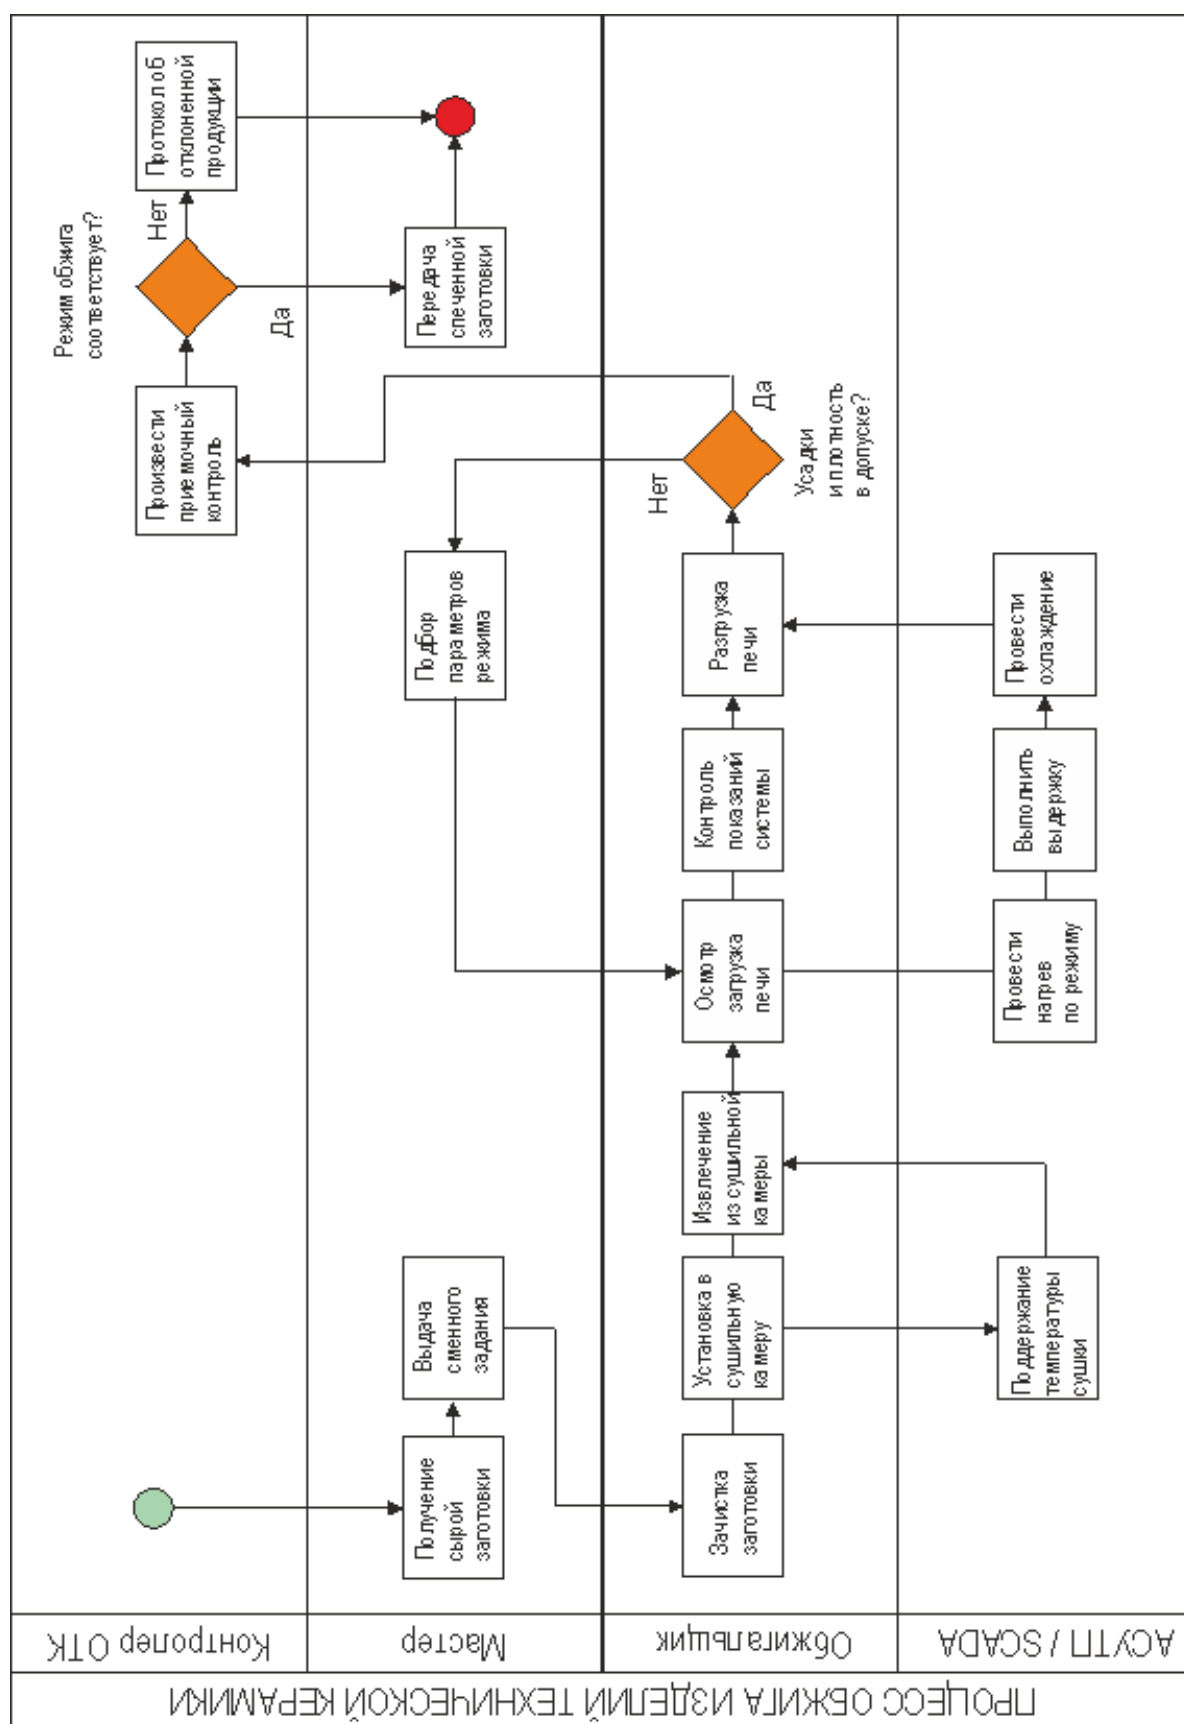 ПРОЦЕСС ОБЖИГА ИЗДЕЛИЙ ТЕХНИЧЕСКОЙ КЕРАМИКИ
Контролер ОТК
Произвести
приемочный
контроль
Режим обжига
соответствует?
Нет
Да
Протокол об
отклоненной
продукции
Мастер
Получение
сырой
заготовки
Выдача
сменного
задания
Подбор
параметров
режима
Передача
спеченной
заготовки
Обжигальщик
Зачистка
заготовки
Установка в
сушильную
камеру
Извлечение
из сушильной
камеры
Осмотр
загрузка
печи
Контроль
показаний
системы
Разгрузка
печи
Нет
Да
Усадки
и плотность
в допуске?
АСУТП / SCADA
Поддержание
температуры
сушки
Провести
нагрев
по режиму
Выполнить
выдержку
Провести
охлаждение